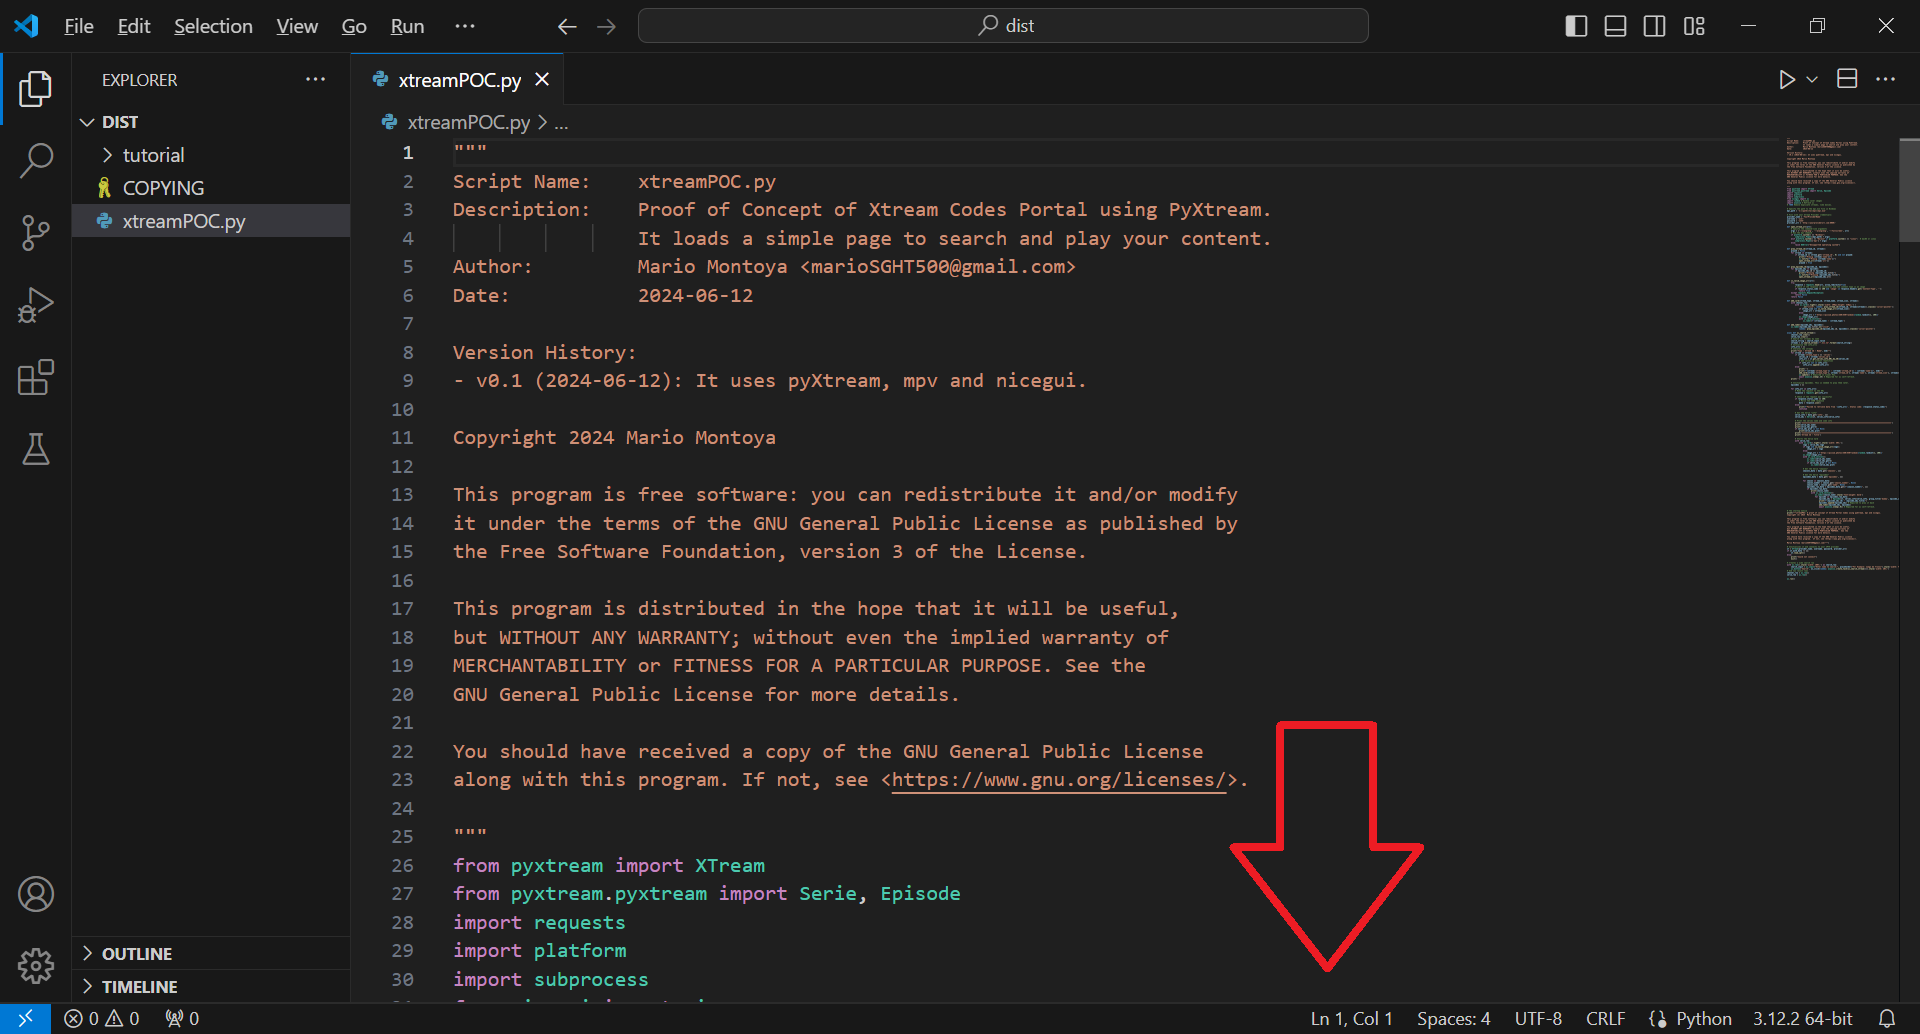 File Edit Selection View Go Run ··· dist
EXPLORER ···
DIST
tutorial
COPYING
xtreamPOC.py
OUTLINE
TIMELINE
xtreamPOC.py
xtreamPOC.py > ...
1 """
2 Script Name: xtreamPOC.py
3 Description: Proof of Concept of Xtream Codes Portal using PyXtream.
4 It loads a simple page to search and play your content.
5 Author: Mario Montoya <marioSGHT500@gmail.com>
6 Date: 2024-06-12
7
8 Version History:
9 - v0.1 (2024-06-12): It uses pyXtream, mpv and nicegui.
10
11 Copyright 2024 Mario Montoya
12
13 This program is free software: you can redistribute it and/or modify
14 it under the terms of the GNU General Public License as published by
15 the Free Software Foundation, version 3 of the License.
16
17 This program is distributed in the hope that it will be useful,
18 but WITHOUT ANY WARRANTY; without even the implied warranty of
19 MERCHANTABILITY or FITNESS FOR A PARTICULAR PURPOSE. See the
20 GNU General Public License for more details.
21
22 You should have received a copy of the GNU General Public License
23 along with this program. If not, see <https://www.gnu.org/licenses/>.
24
25 """
26 from pyxtream import XTream
27 from pyxtream.pyxtream import Serie, Episode
28 import requests
29 import platform
30 import subprocess
0 0 0 Ln 1, Col 1 Spaces: 4 UTF-8 CRLF Python 3.12.2 64-bit